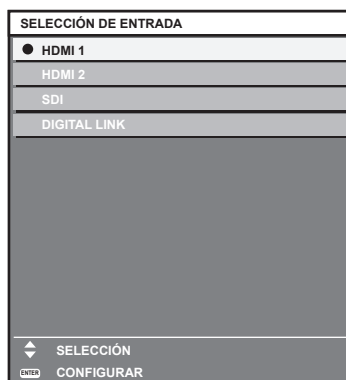 SELECCIÓN DE ENTRADA
HDMI 1
HDMI 2
SDI
DIGITAL LINK
SELECCIÓN
ENTER CONFIGURAR